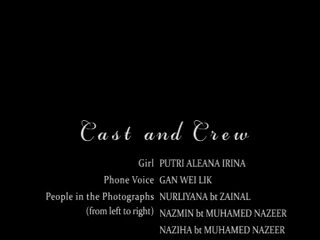 Cast and Crew
Girl PUTRI ALEANA IRINA
Phone Voice GAN WEI LIK
People in the Photographs NURLIYANA bt ZAINAL
(from left to right) NAZMIN bt MUHAMED NAZEER
NAZIHA bt MUHAMED NAZEER